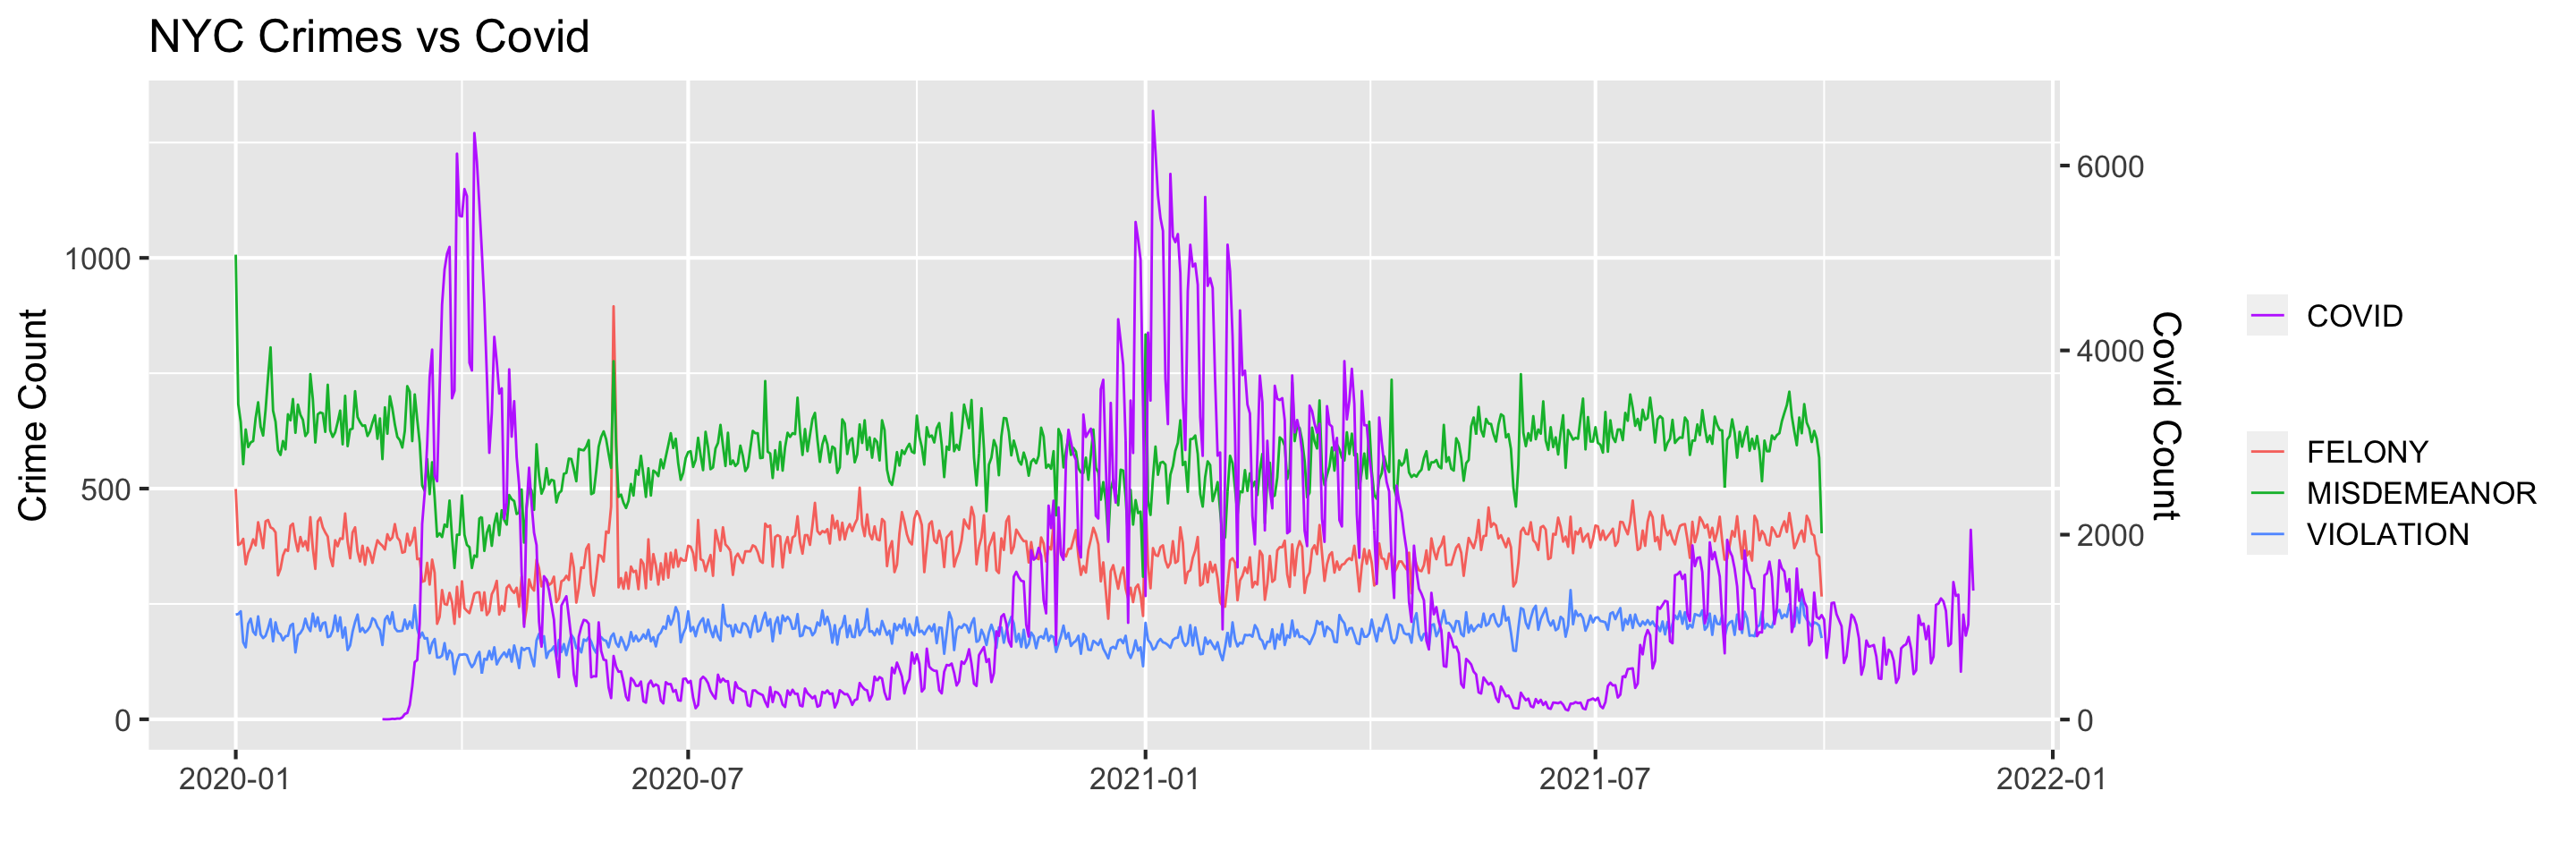 NYC Crimes vs Covid
Crime Count
1000
500
0
6000
4000
2000
0
Covid Count
2020-01
2020-07
2021-01
2021-07
2022-01
COVID
FELONY
MISDEMEANOR
VIOLATION